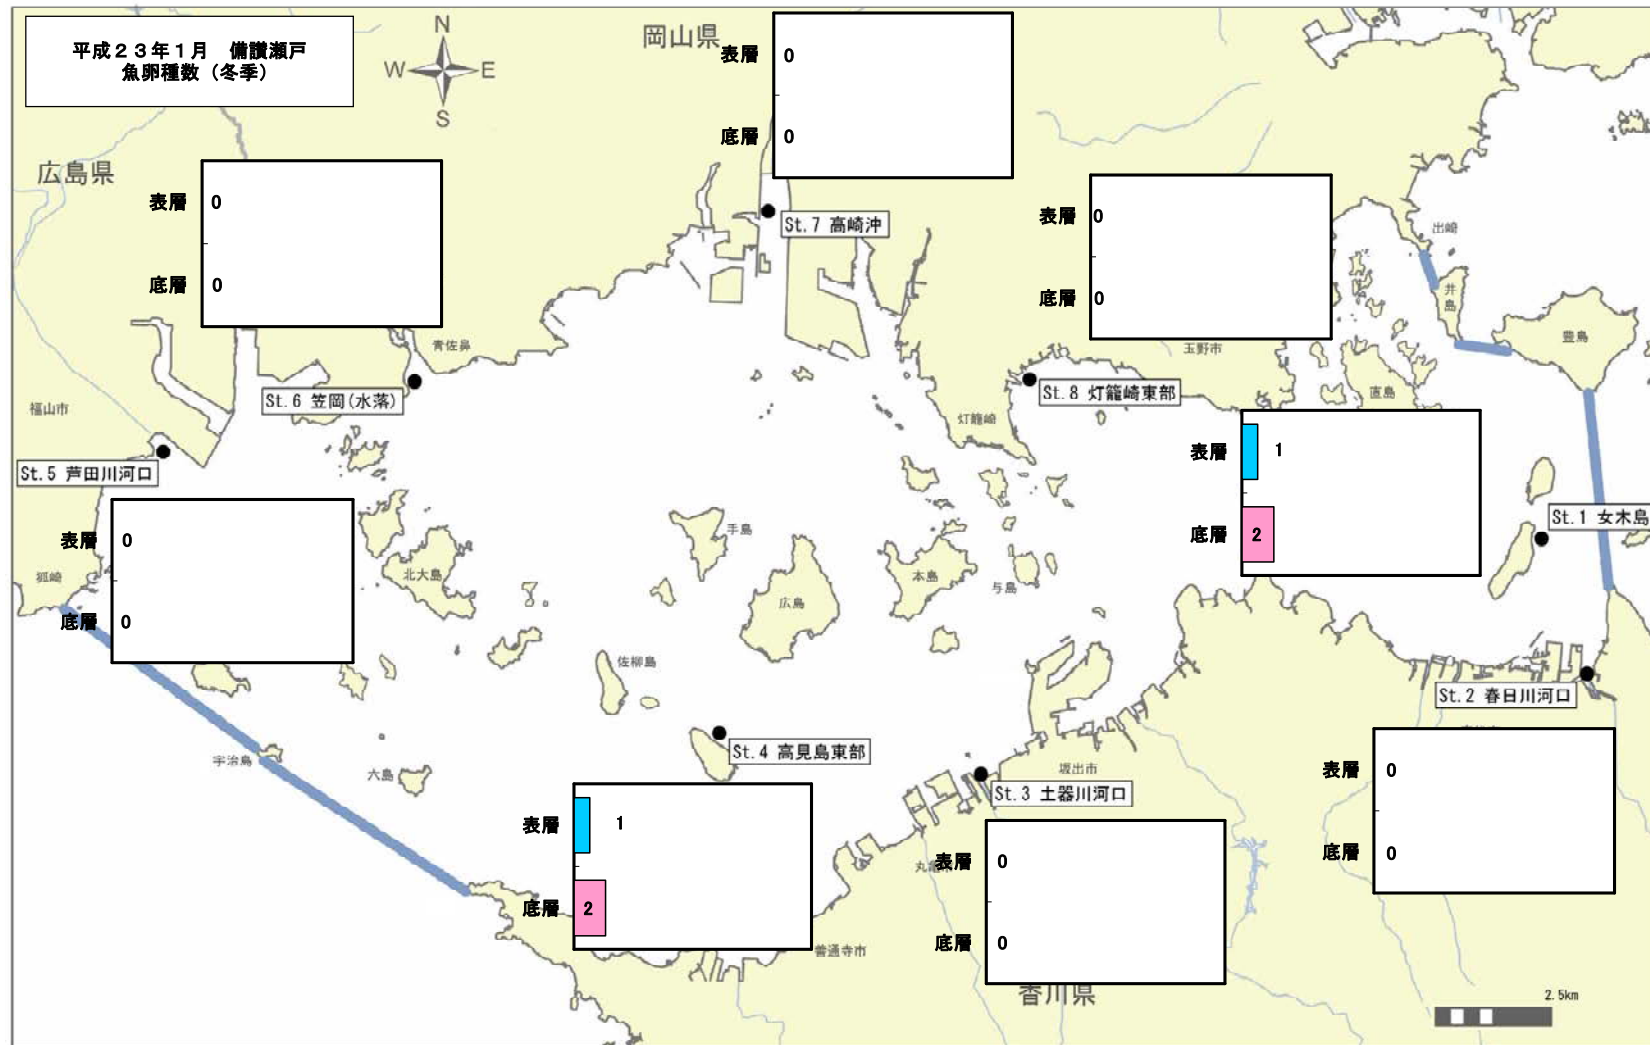 平成２３年１月　備讃瀬戸
魚卵種数（冬季）
N
W
E
S
岡山県
表層 0
底層 0
広島県
表層 0
底層 0
St.7 高崎沖
表層 0
底層 0
出崎
井島
豊島
玉野市
直島
青佐鼻
St.6 笠岡(水落)
St.8 灯籠崎東部
灯籠崎
福山市
St.5 芦田川河口
表層 1
底層 2
St.1 女木島
表層 0
底層 0
狐崎
北大島
手島
広島
本島
与島
佐柳島
St.2 春日川河口
宇治島
六島
St.4 高見島東部
坂出市
St.3 土器川河口
表層 0
底層 0
表層 1
底層 2
丸亀市
表層 0
底層 0
善通寺市
香川県
2.5km